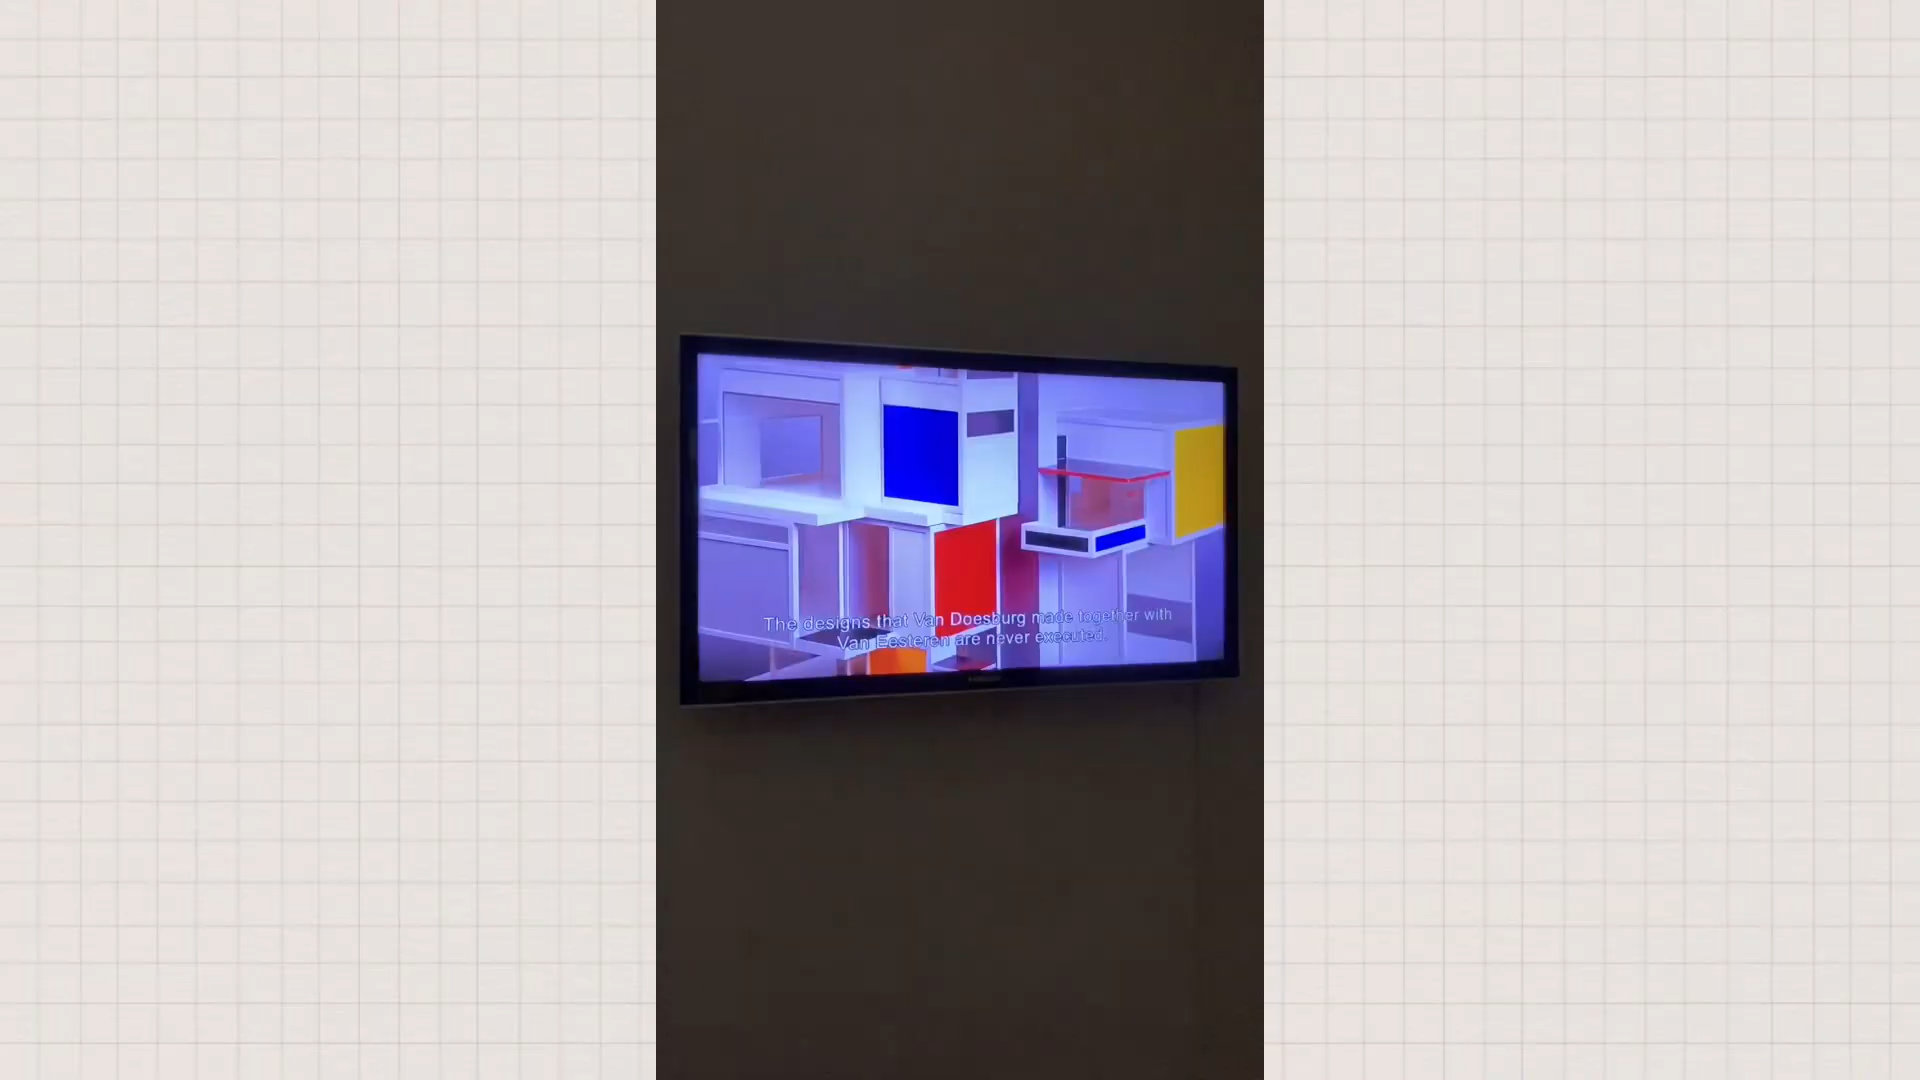 The designs that Van Doesburg made together with
Van Eesteren are never executed.